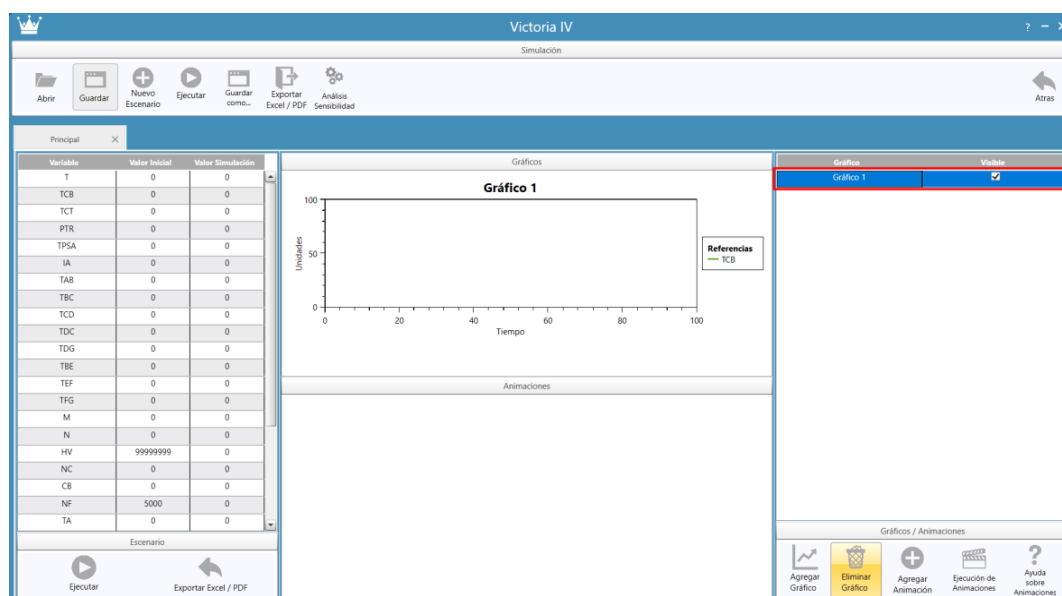 Victoria IV
? − ×
Simulación
Abrir
Guardar
Nuevo
Escenario
Ejecutar
Guardar
como...
Exportar
Excel / PDF
Análisis
Sensibilidad
Atras
Principal ×
Variable Valor Inicial Valor Simulación
T 0 0
TCB 0 0
TCT 0 0
PTR 0 0
TPSA 0 0
IA 0 0
TAB 0 0
TBC 0 0
TCD 0 0
TDC 0 0
TDG 0 0
TBE 0 0
TEF 0 0
TFG 0 0
M 0 0
N 0 0
HV 99999999 0
NC 0 0
CB 0 0
NF 5000 0
TA 0 0
Escenario
Ejecutar
Exportar Excel / PDF
Gráficos
Gráfico 1
Unidades
100
50
0
0 20 40 60 80 100
Tiempo
Referencias
TCB
Animaciones
Gráfico Visible
Gráfico 1
Gráficos / Animaciones
Agregar
Gráfico
Eliminar
Gráfico
Agregar
Animación
Ejecución de
Animaciones
?
Ayuda
sobre
Animaciones